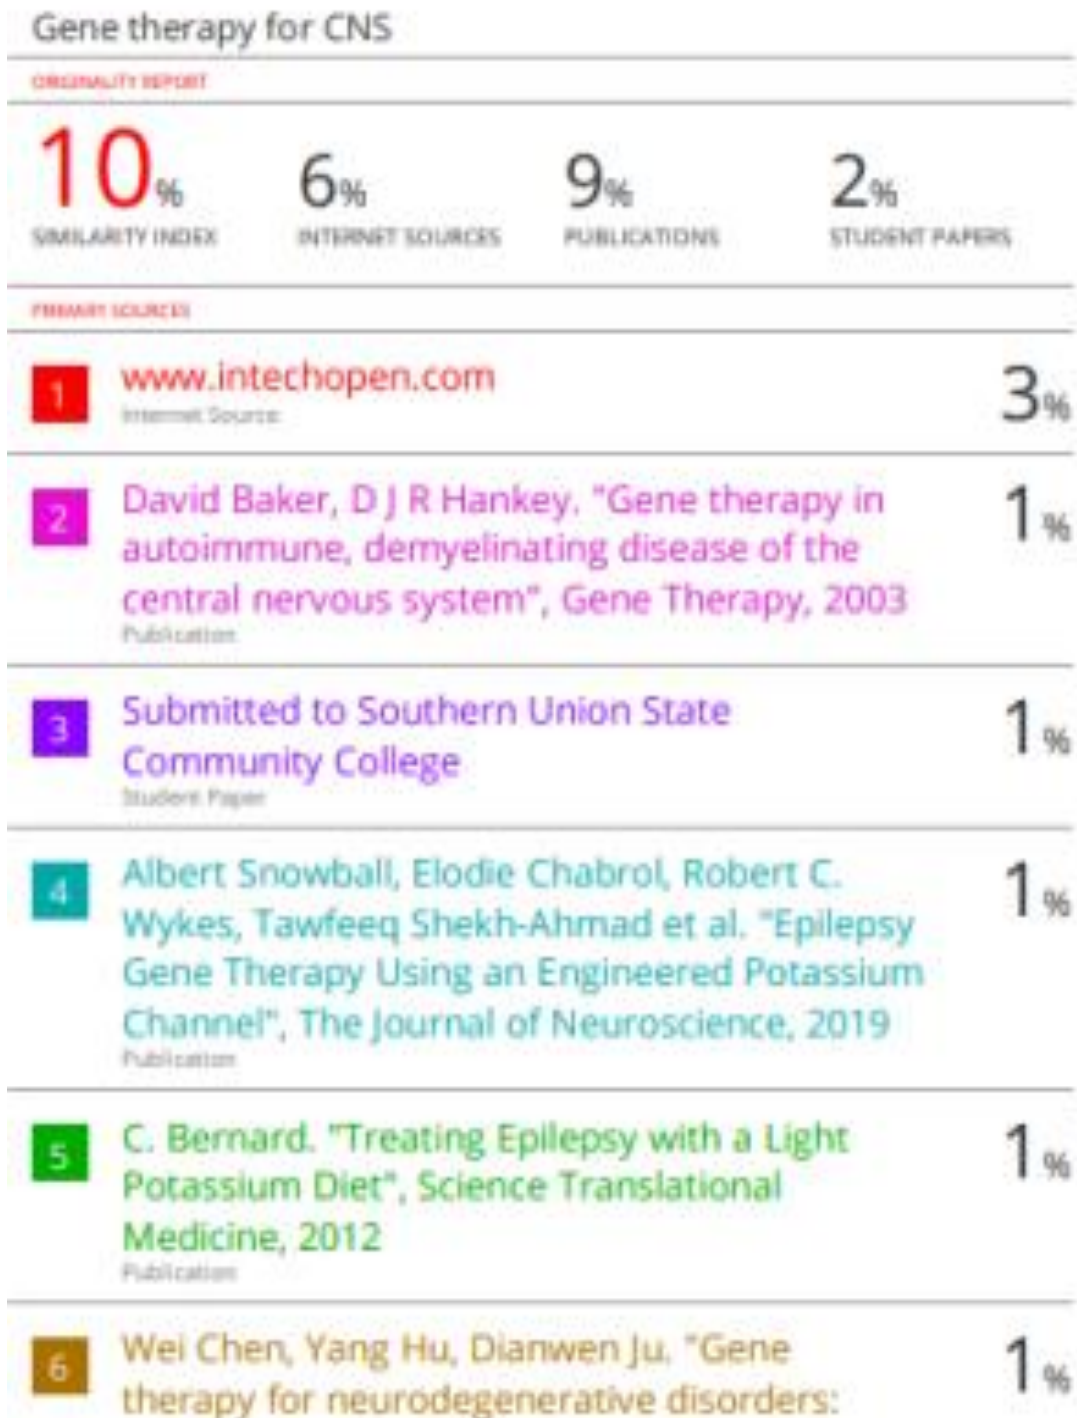 Gene therapy for CNS
ORIGINALITY REPORT
10% 6% 9% 2%
SIMILARITY INDEX INTERNET SOURCES PUBLICATIONS STUDENT PAPERS
PRIMARY SOURCES
1 www.intechopen.com 3%
Internet Source
2 David Baker, D J R Hankey. "Gene therapy in 1%
autoimmune, demyelinating disease of the
central nervous system", Gene Therapy, 2003
Publication
3 Submitted to Southern Union State 1%
Community College
Student Paper
4 Albert Snowball, Elodie Chabrol, Robert C. 1%
Wykes, Tawfeeq Shekh-Ahmad et al. "Epilepsy
Gene Therapy Using an Engineered Potassium
Channel", The Journal of Neuroscience, 2019
Publication
5 C. Bernard. "Treating Epilepsy with a Light 1%
Potassium Diet", Science Translational
Medicine, 2012
Publication
6 Wei Chen, Yang Hu, Dianwen Ju. "Gene 1%
therapy for neurodegenerative disorders: